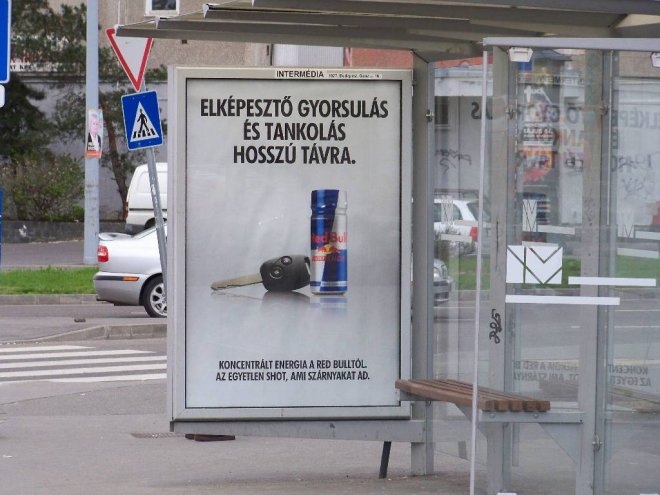 INTERMÉDIA
ELKÉPESZTŐ GYORSULÁS
ÉS TANKOLÁS
HOSSZÚ TÁVRA.
Red Bull
KONCENTRÁLT ENERGIA A RED BULLTÓL.
AZ EGYETLEN SHOT, AMI SZÁRNYAKAT AD.